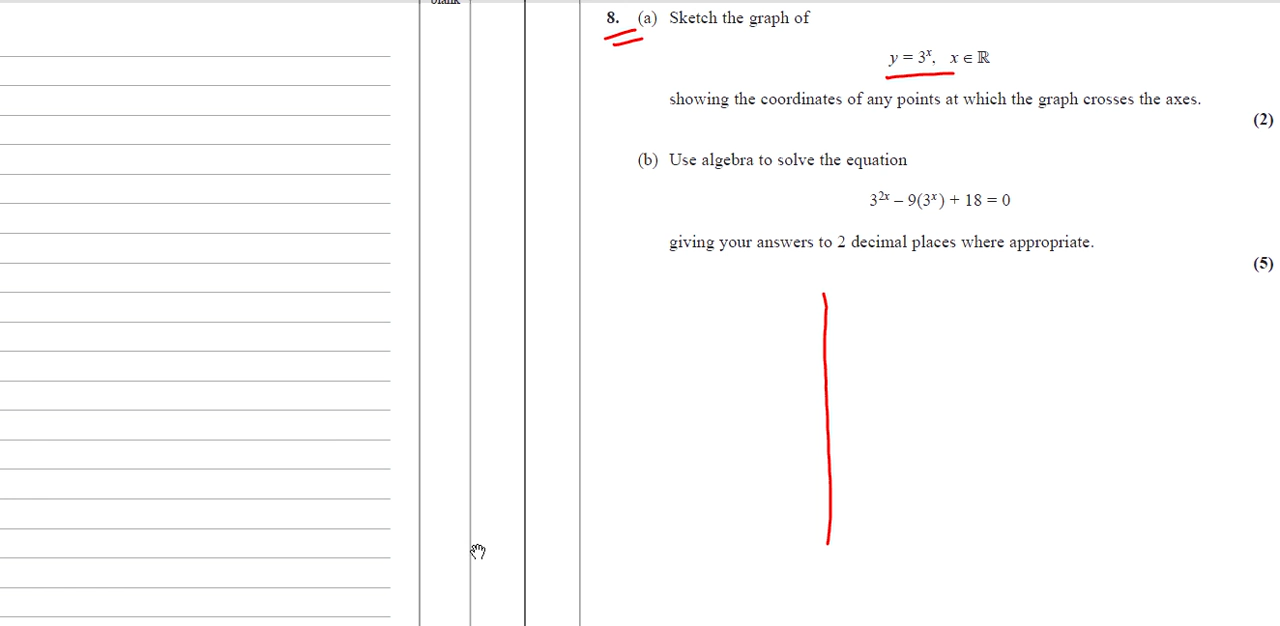 blank
8. (a) Sketch the graph of
y = 3ˣ, x ∈ ℝ
showing the coordinates of any points at which the graph crosses the axes.
(2)
(b) Use algebra to solve the equation
3²ˣ – 9(3ˣ) + 18 = 0
giving your answers to 2 decimal places where appropriate.
(5)